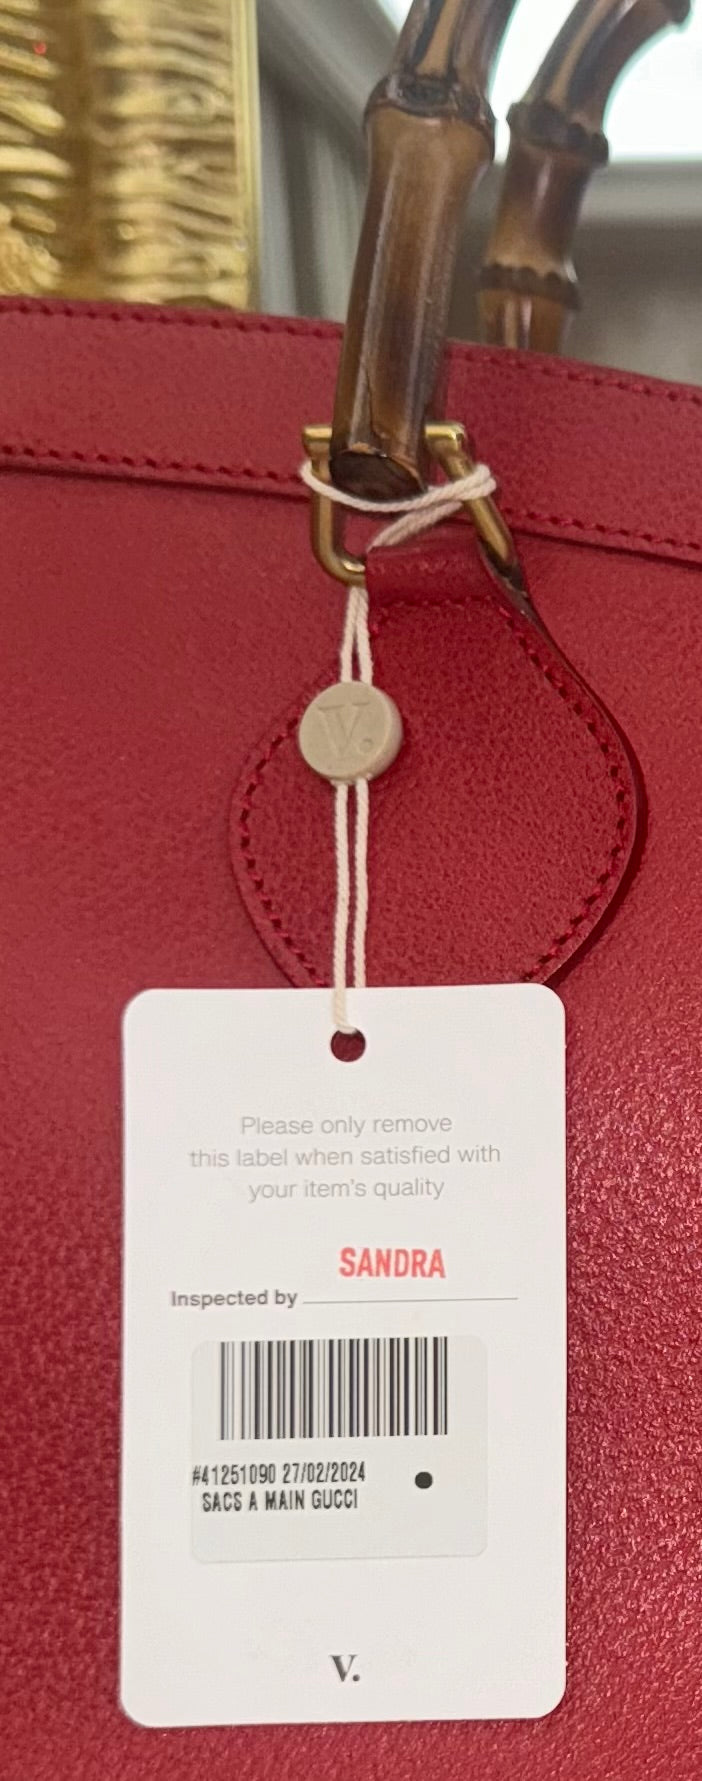 V.
Please only remove
this label when satisfied with
your item's quality
SANDRA
Inspected by
#41251090 27/02/2024
SACS A MAIN GUCCI
V.